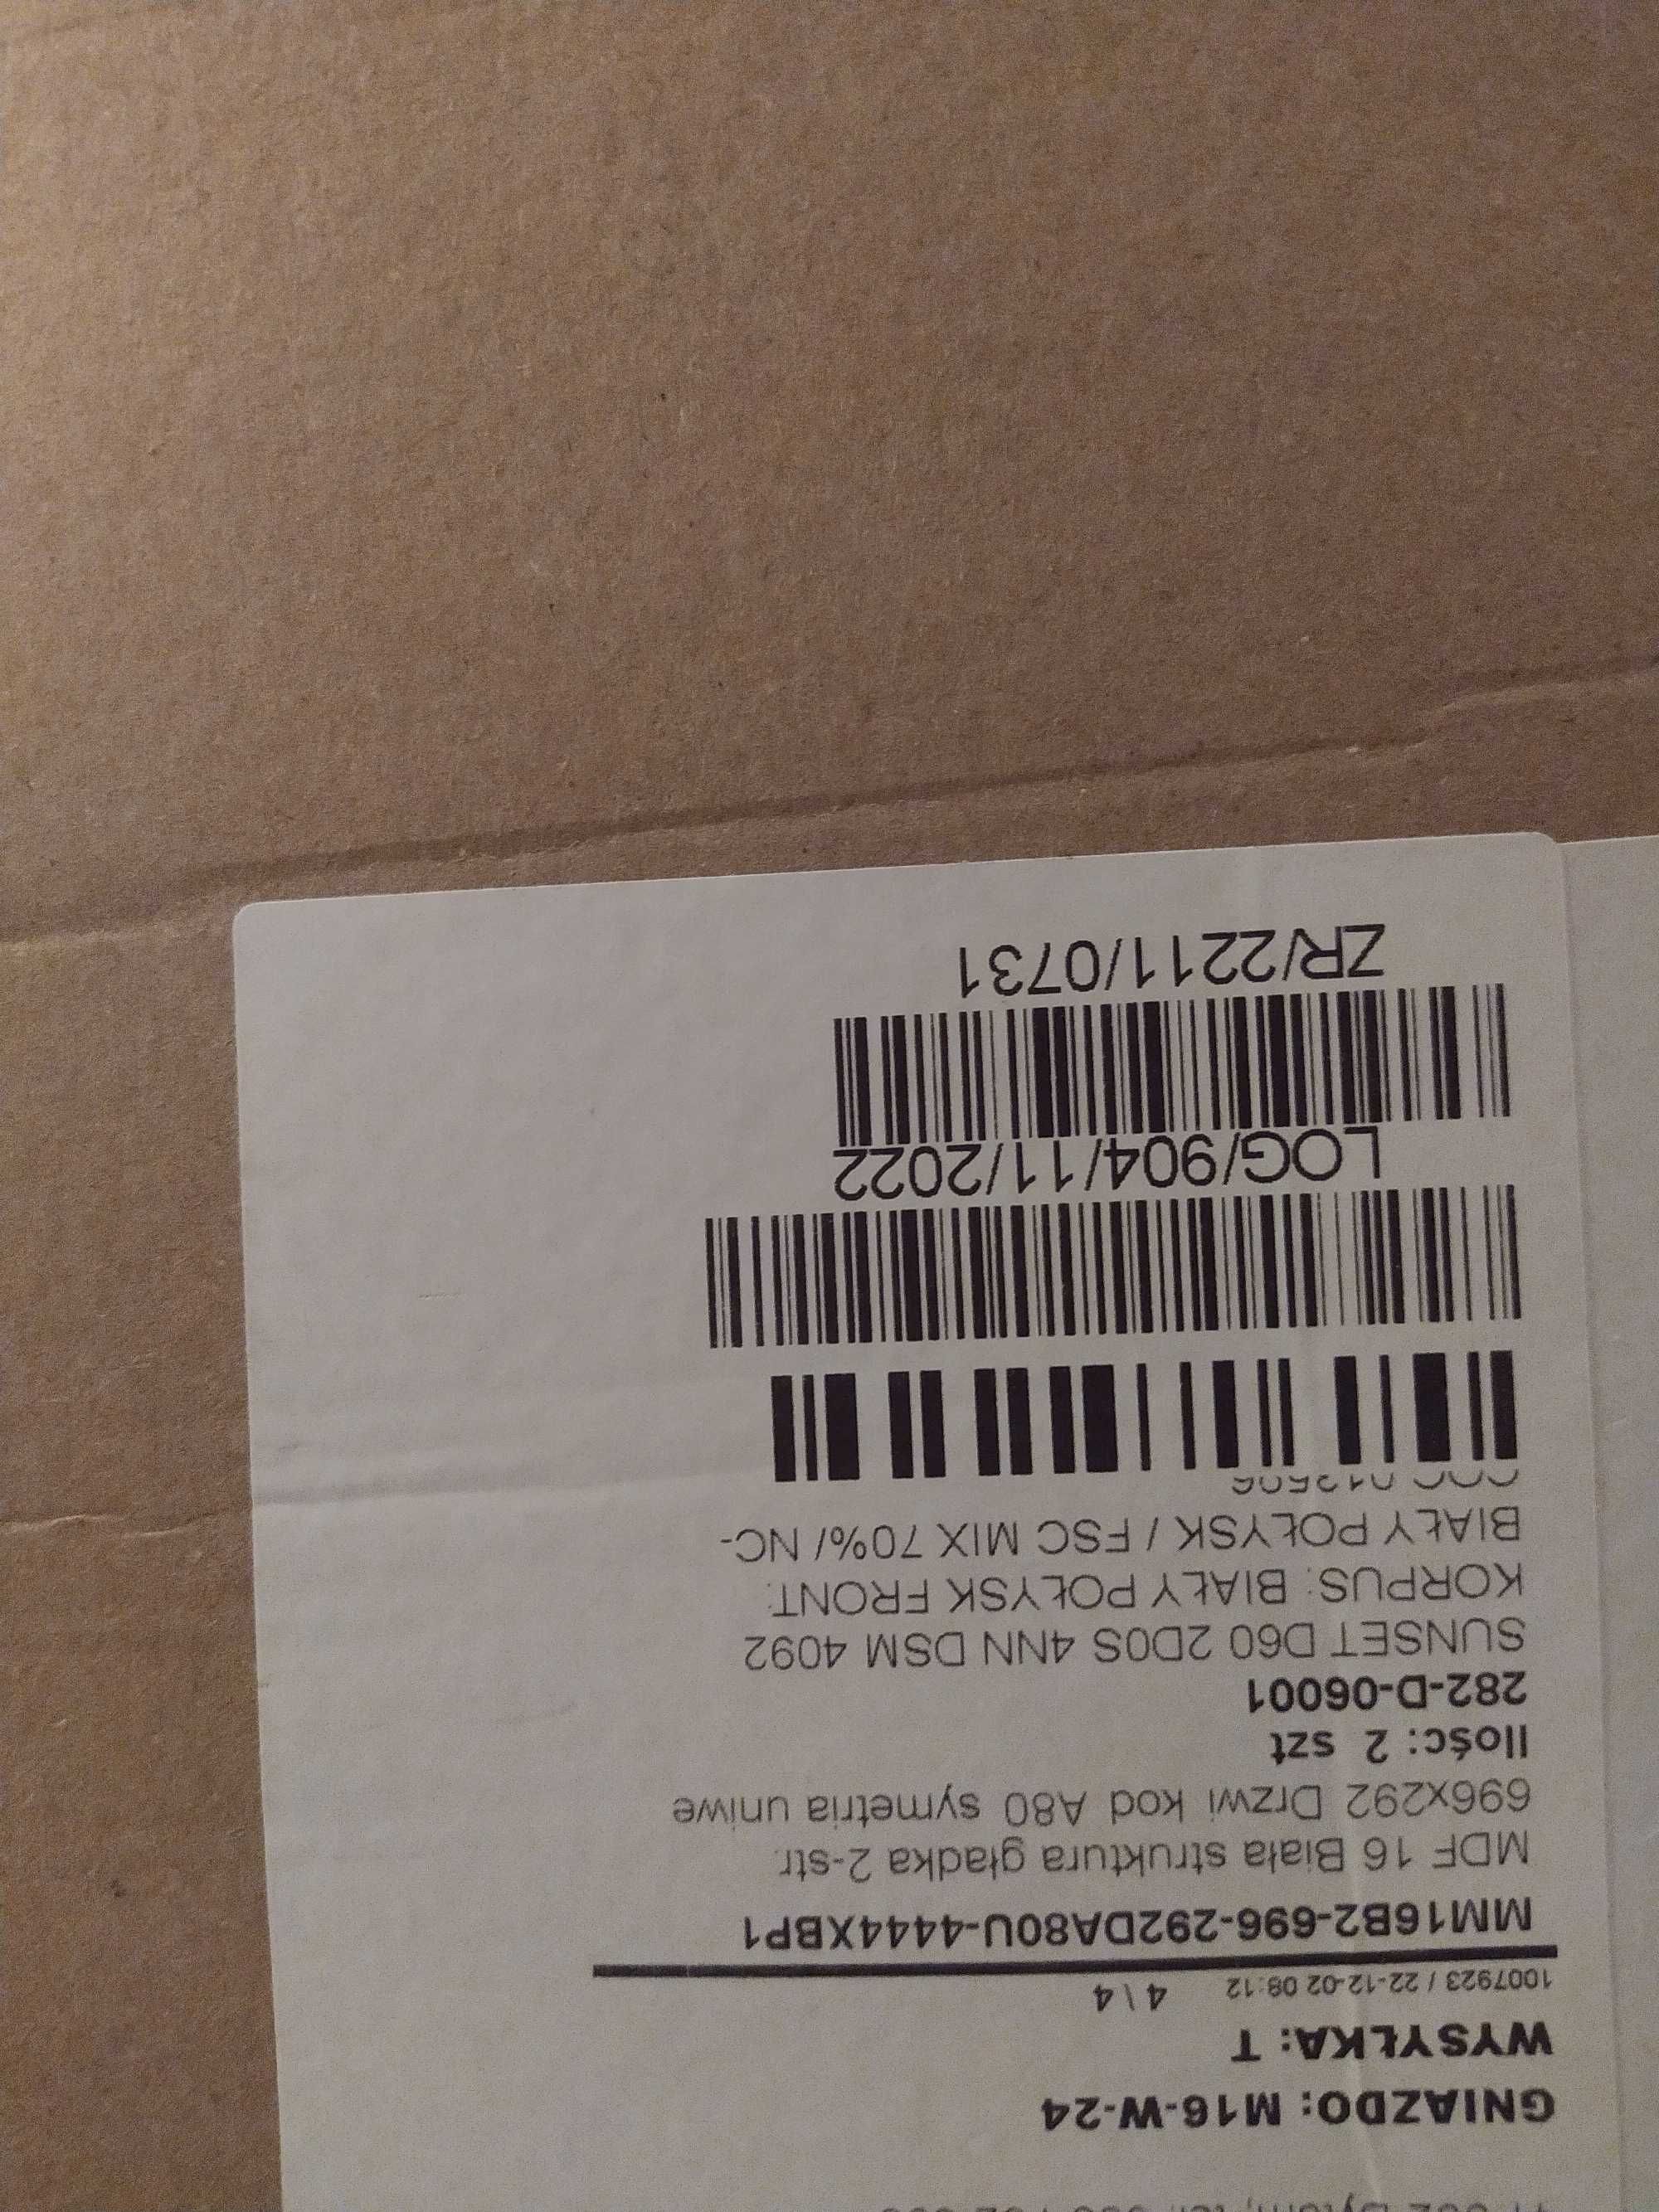 GNIAZDO: M16-W-24
WYSYŁKA: T
1007923 / 22-12-02 08:12 4 \ 4
MM16B2-696-292DA80U-4444XBP1
MDF 16 Biała struktura gładka 2-str.
696x292 Drzwi kod A80 symetria uniwe
Ilość: 2 szt
282-D-06001
SUNSET D60 2D0S 4NN DSM 4092
KORPUS: BIAŁY POŁYSK FRONT:
BIAŁY POŁYSK / FSC MIX 70%/ NC-
LOG/904/11/2022
ZR/2211/0731